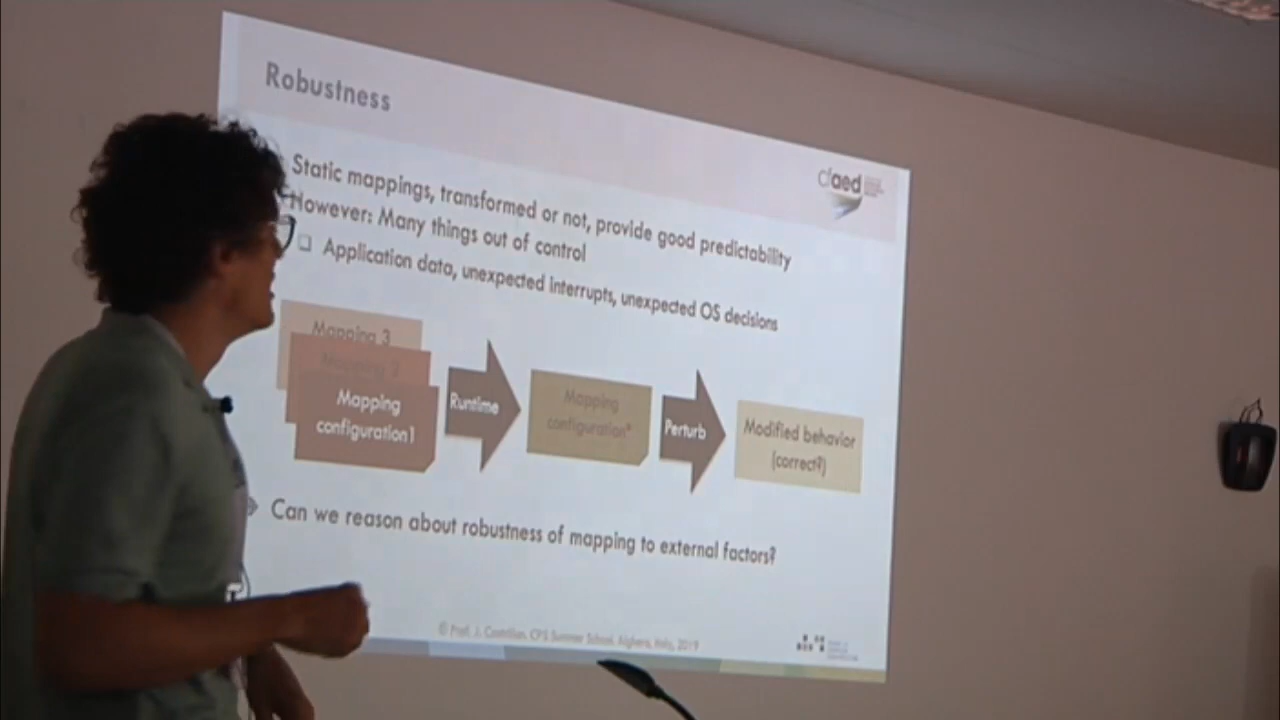 Robustness
cfaed
Static mappings, transformed or not, provide good predictability
However: Many things out of control
Application data, unexpected interrupts, unexpected OS decisions
Mapping 3
Mapping 2
Mapping
configuration1
Runtime
Mapping
configuration*
Perturb
Modified behavior
(correct?)
Can we reason about robustness of mapping to external factors?
© Prof. J. Castrillon. CPS Summer School. Alghero, Italy, 2019